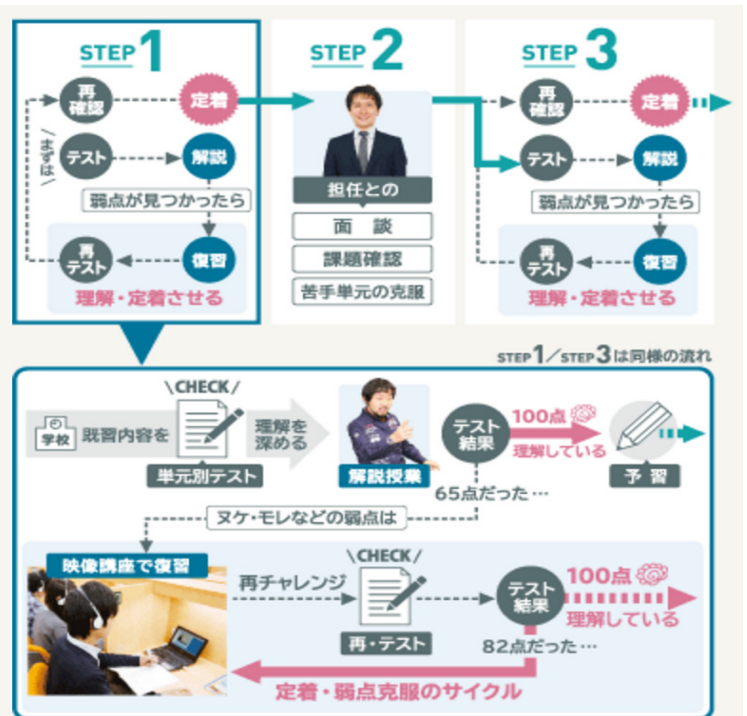 STEP 1
再確認
定着
まずは
テスト
解説
弱点が見つかったら
再テスト
復習
理解・定着させる
STEP 2
担任との
面 談
課題確認
苦手単元の克服
STEP 3
再確認
定着
テスト
解説
弱点が見つかったら
再テスト
復習
理解・定着させる
STEP1/STEP3は同様の流れ
学校
既習内容を
\CHECK/
単元別テスト
理解を
深める
解説授業
テスト
結果
100点
理解している
予 習
65点だった…
ヌケ・モレなどの弱点は
映像講座で復習
再チャレンジ
\CHECK/
再・テスト
テスト
結果
100点
理解している
82点だった…
定着・弱点克服のサイクル